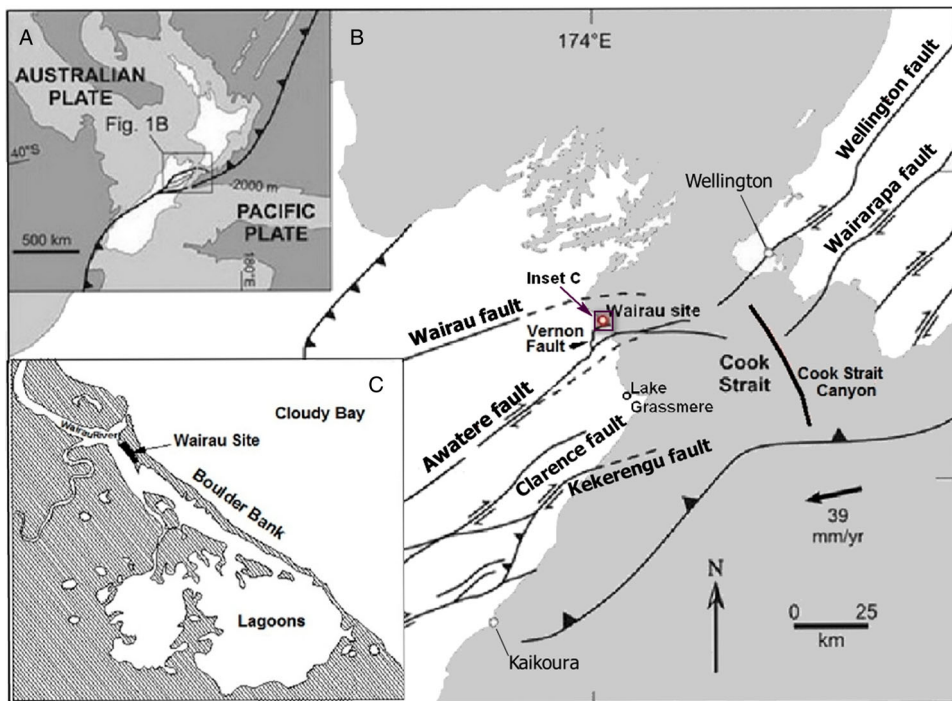 A
AUSTRALIAN
PLATE
Fig. 1B
40°S
-2000 m
PACIFIC
PLATE
500 km
180°E
B
174°E
Wellington fault
Wellington
Wairarapa fault
Inset C
Wairau site
Wairau fault
Vernon
Fault
Cook
Strait
Cook Strait
Canyon
Lake
Grassmere
Awatere fault
Clarence fault
Kekerengu fault
39
mm/yr
N
0 25
km
Kaikoura
C
Cloudy Bay
WairauRiver
Wairau Site
Boulder Bank
Lagoons